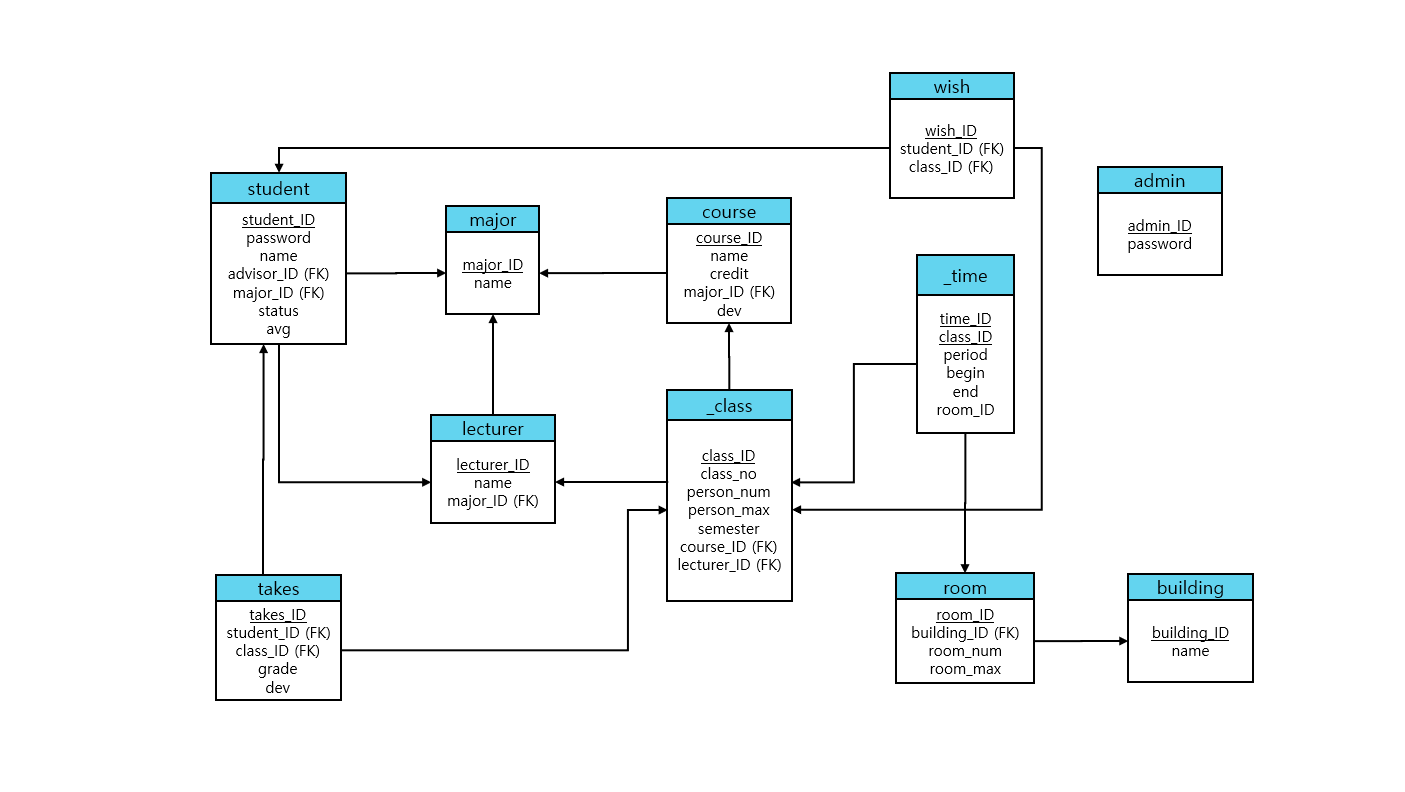 wish
wish_ID
student_ID (FK)
class_ID (FK)
student
student_ID
password
name
advisor_ID (FK)
major_ID (FK)
status
avg
major
major_ID
name
course
course_ID
name
credit
major_ID (FK)
dev
admin
admin_ID
password
_time
time_ID
class_ID
period
begin
end
room_ID
lecturer
lecturer_ID
name
major_ID (FK)
_class
class_ID
class_no
person_num
person_max
semester
course_ID (FK)
lecturer_ID (FK)
takes
takes_ID
student_ID (FK)
class_ID (FK)
grade
dev
room
room_ID
building_ID (FK)
room_num
room_max
building
building_ID
name